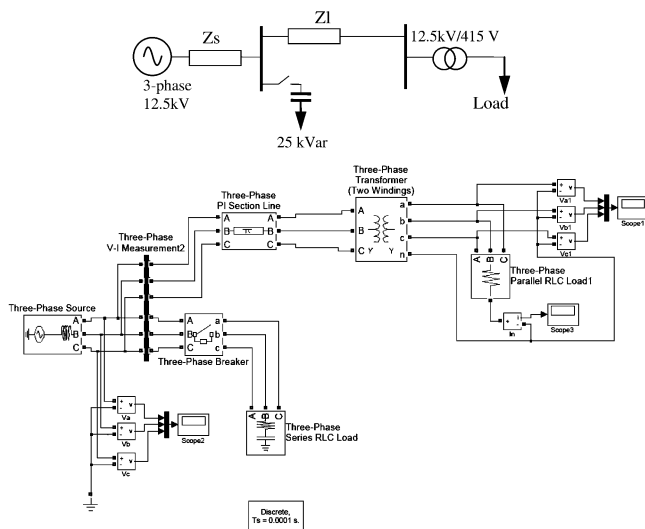 Zs
Zl
12.5kV/415 V
3-phase
12.5kV
Load
25 kVar
Three-Phase
Transformer
(Two Windings)
Three-Phase
PI Section Line
Three-Phase
V-I Measurement2
A
B
C
A
B
C
A
B
C
Y
Y
a
b
c
n
+
-
v
Va1
+
-
v
Vb1
+
-
v
Vc1
Scope1
A
B
C
Three-Phase
Parallel RLC Load1
+
-
i
In
Scope3
Three-Phase Source
A
B
C
A
B
C
a
b
c
Three-Phase Breaker
+
-
v
Va
+
-
v
Vb
+
-
v
Vc
Scope2
A
B
C
Three-Phase
Series RLC Load
Discrete,
Ts = 0.0001 s.